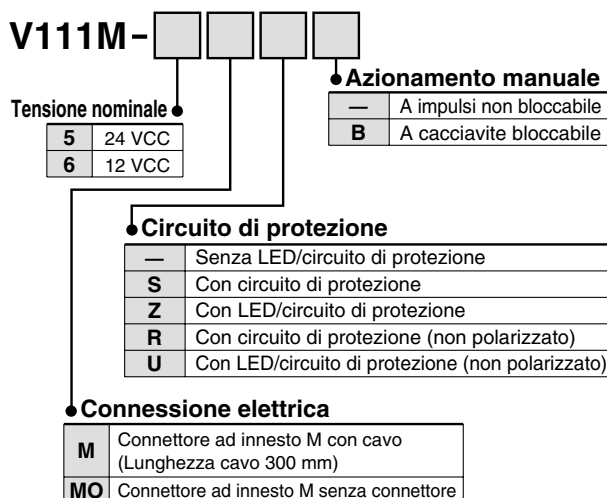 V111M-
Azionamento manuale
— A impulsi non bloccabile
B A cacciavite bloccabile
Tensione nominale
5 24 VCC
6 12 VCC
Circuito di protezione
— Senza LED/circuito di protezione
S Con circuito di protezione
Z Con LED/circuito di protezione
R Con circuito di protezione (non polarizzato)
U Con LED/circuito di protezione (non polarizzato)
Connessione elettrica
M Connettore ad innesto M con cavo
(Lunghezza cavo 300 mm)
MO Connettore ad innesto M senza connettore